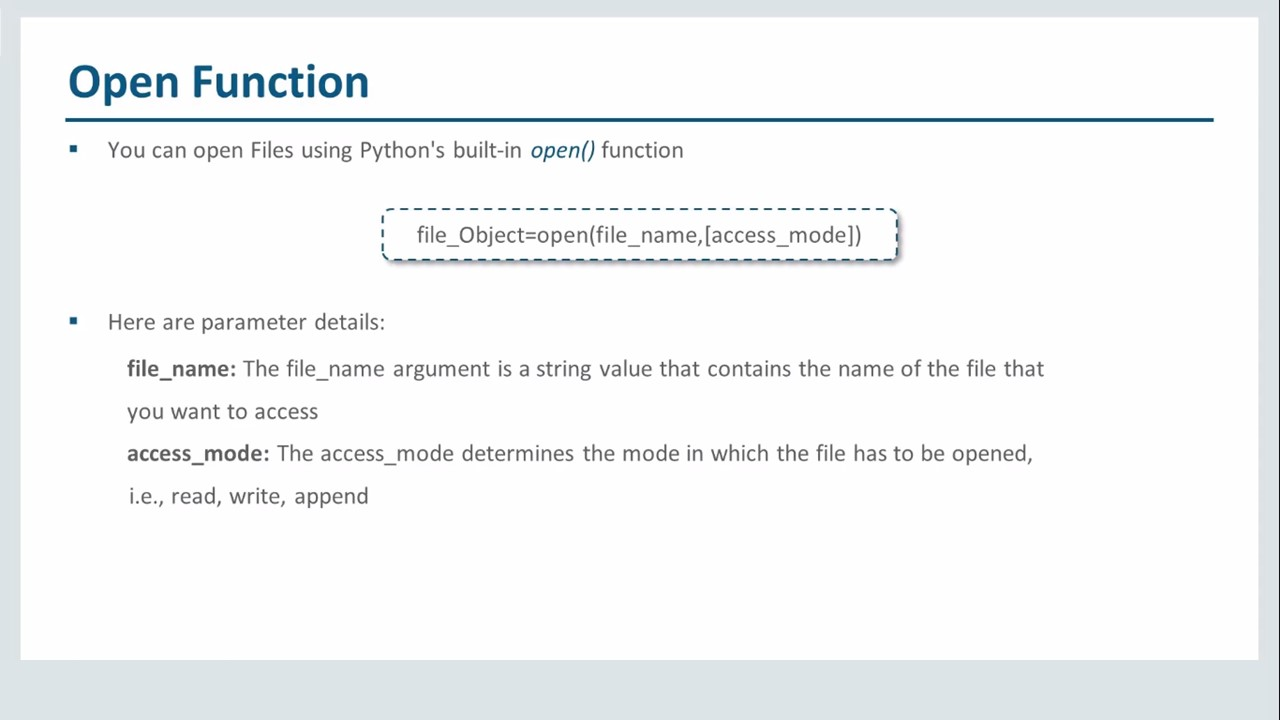 Open Function
▪ You can open Files using Python's built-in open() function
file_Object=open(file_name,[access_mode])
▪ Here are parameter details:
file_name: The file_name argument is a string value that contains the name of the file that
you want to access
access_mode: The access_mode determines the mode in which the file has to be opened,
i.e., read, write, append